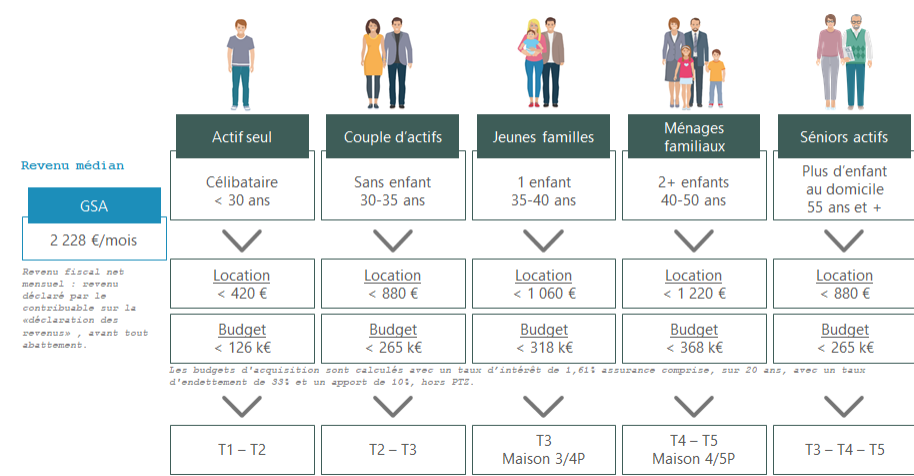 Actif seul
Couple d'actifs
Jeunes familles
Ménages
familiaux
Séniors actifs
Revenu médian
GSA
2 228 €/mois
Revenu fiscal net
mensuel : revenu
déclaré par le
contribuable sur la
«déclaration des
revenus» , avant tout
abattement.
Célibataire
< 30 ans
Sans enfant
30-35 ans
1 enfant
35-40 ans
2+ enfants
40-50 ans
Plus d'enfant
au domicile
55 ans et +
Location
< 420 €
Location
< 880 €
Location
< 1 060 €
Location
< 1 220 €
Location
< 880 €
Budget
< 126 k€
Budget
< 265 k€
Budget
< 318 k€
Budget
< 368 k€
Budget
< 265 k€
Les budgets d'acquisition sont calculés avec un taux d'intérêt de 1,61% assurance comprise, sur 20 ans, avec un taux
d'endettement de 33% et un apport de 10%, hors PTZ.
T1 – T2
T2 – T3
T3
Maison 3/4P
T4 – T5
Maison 4/5P
T3 – T4 – T5